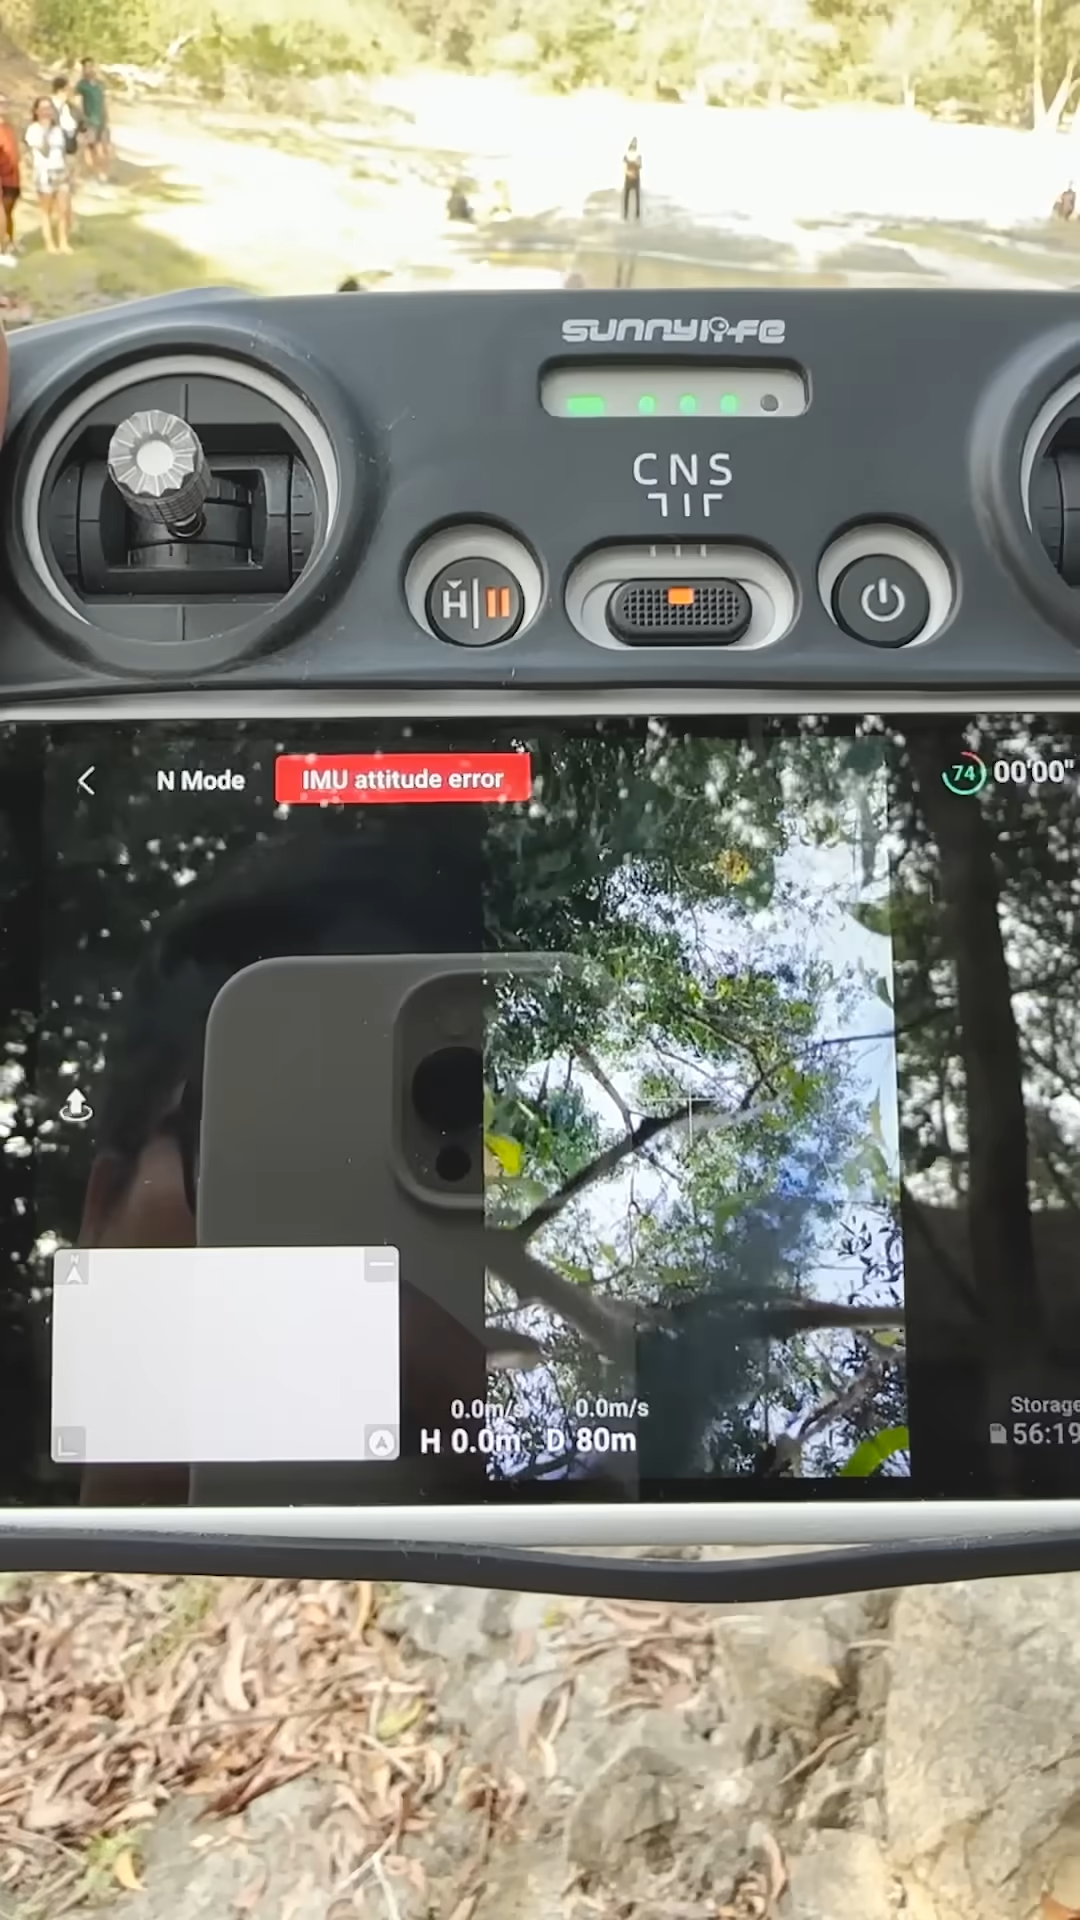 sunnylife
CNS
H
N Mode
IMU attitude error
74
00'00"
N
0.0m/s 0.0m/s
H 0.0m D 80m
Storage
56:19